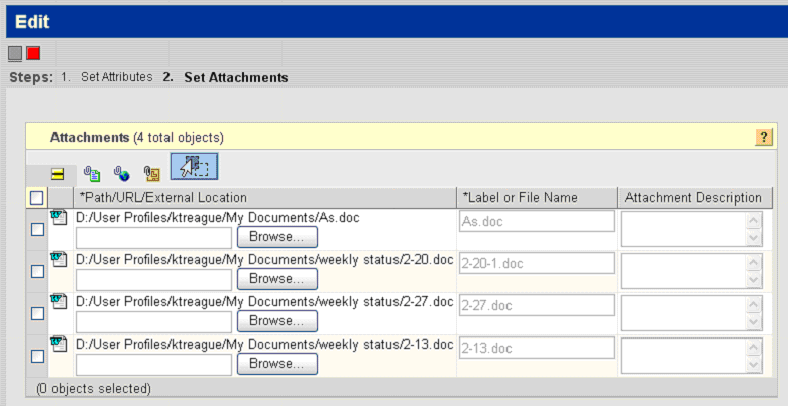 Edit
Steps: 1. Set Attributes 2. Set Attachments
Attachments (4 total objects)
?
*Path/URL/External Location *Label or File Name Attachment Description
D:/User Profiles/ktreague/My Documents/As.doc
As.doc
Browse...
D:/User Profiles/ktreague/My Documents/weekly status/2-20.doc
2-20-1.doc
Browse...
D:/User Profiles/ktreague/My Documents/weekly status/2-27.doc
2-27.doc
Browse...
D:/User Profiles/ktreague/My Documents/weekly status/2-13.doc
2-13.doc
Browse...
(0 objects selected)